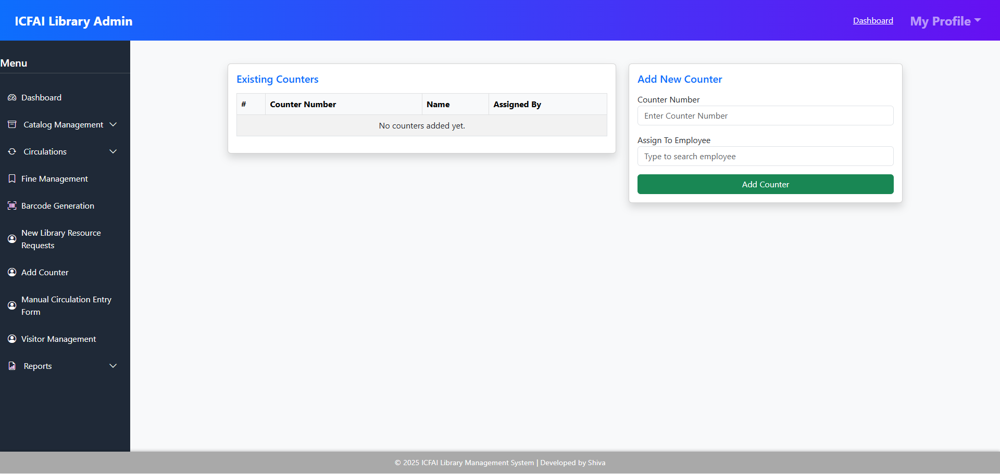 ICFAI Library Admin
Dashboard
My Profile
Menu
Dashboard
Catalog Management
Circulations
Fine Management
Barcode Generation
New Library Resource
Requests
Add Counter
Manual Circulation Entry
Form
Visitor Management
Reports
Existing Counters
# Counter Number Name Assigned By
No counters added yet.
Add New Counter
Counter Number
Enter Counter Number
Assign To Employee
Type to search employee
Add Counter
© 2025 ICFAI Library Management System | Developed by Shiva